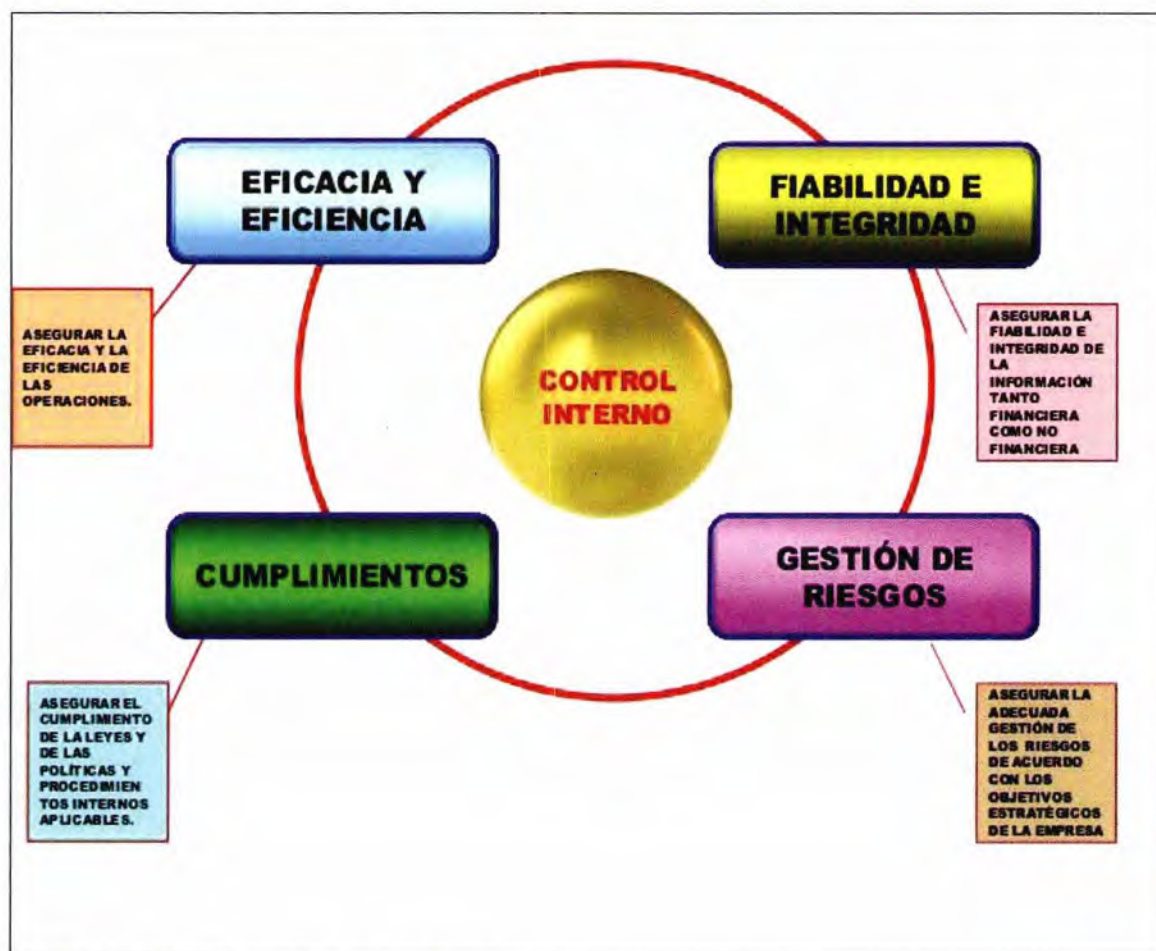 EFICACIA Y
EFICIENCIA
FIABILIDAD E
INTEGRIDAD
ASEGURAR LA
EFICACIA Y LA
EFICIENCIA DE
LAS
OPERACIONES.
CONTROL
INTERNO
ASEGURAR LA
FIABILIDAD E
INTEGRIDAD DE
LA
INFORMACIÓN
TANTO
FINANCIERA
COMO NO
FINANCIERA
CUMPLIMIENTOS
GESTIÓN DE
RIESGOS
ASEGURAR EL
CUMPLIMIENTO
DE LA LEYES Y
DE LAS
POLÍTICAS Y
PROCEDIMIEN
TOS INTERNOS
APLICABLES.
ASEGURAR LA
ADECUADA
GESTIÓN DE
LOS RIESGOS
DE ACUERDO
CON LOS
OBJETIVOS
ESTRATÉGICOS
DE LA EMPRESA